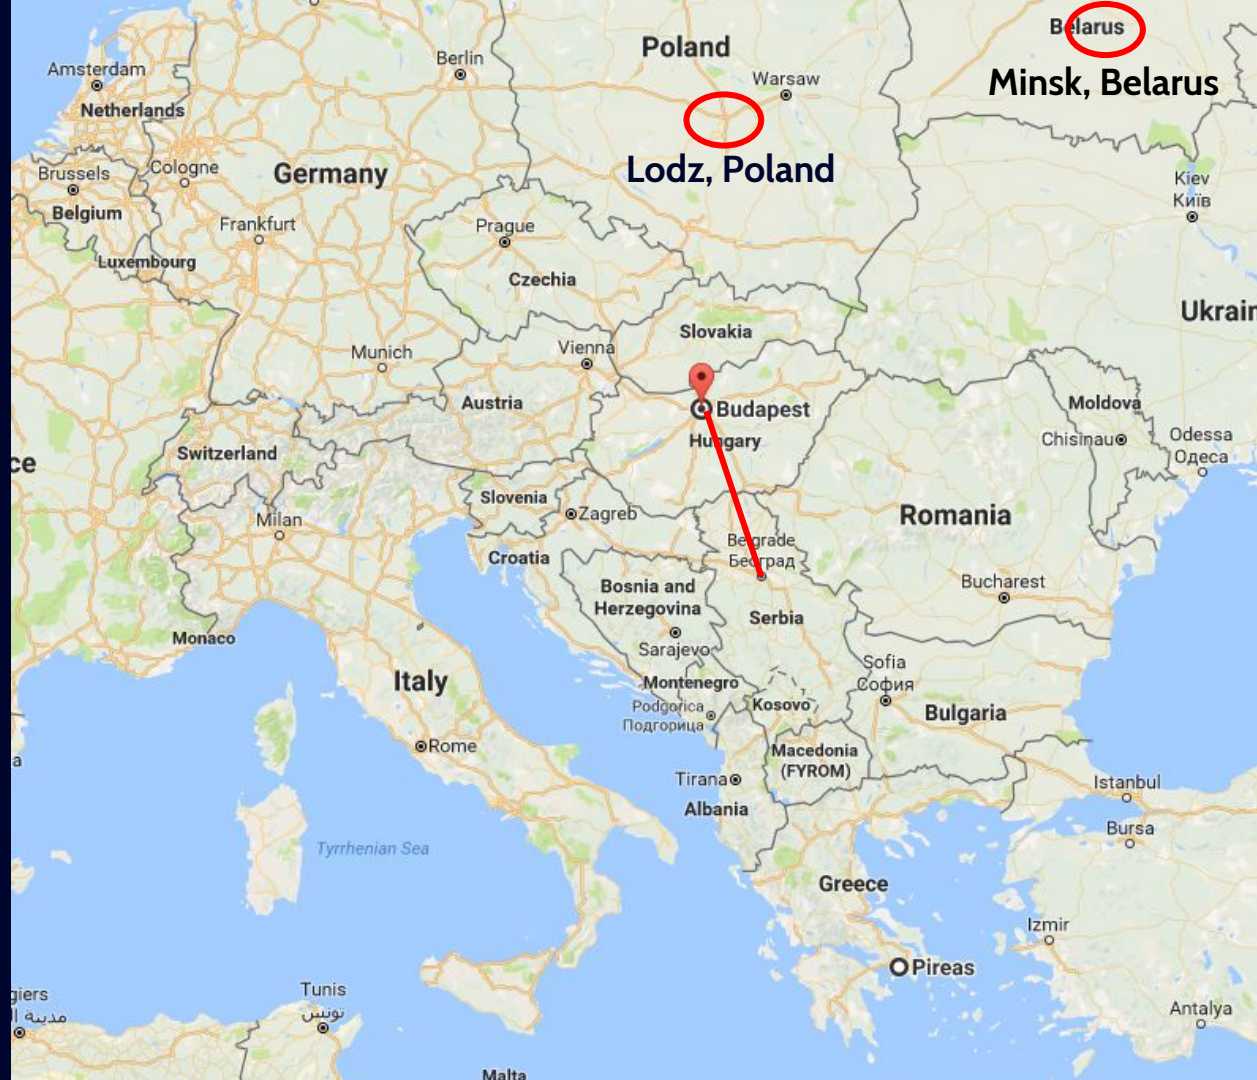 Belarus
Poland
Berlin
Minsk, Belarus
Amsterdam
Warsaw
Netherlands
Lodz, Poland
Cologne
Brussels
Germany
Kiev
Київ
Belgium
Frankfurt
Prague
Luxembourg
Czechia
Ukrain
Slovakia
Vienna
Munich
Austria
Budapest
Moldova
Hungary
Chisinau
Odessa
Одеса
Switzerland
ce
Slovenia
Zagreb
Romania
Milan
Belgrade
Београд
Croatia
Bosnia and
Herzegovina
Bucharest
Serbia
Monaco
Sarajevo
Sofia
София
Italy
Montenegro
Kosovo
Podgorica
Подгорица
Bulgaria
Rome
Macedonia
(FYROM)
a
Tirana
Istanbul
Albania
Bursa
Tyrrhenian Sea
Greece
Izmir
Pireas
giers
مدينة ال
Tunis
تونس
Antalya
Malta